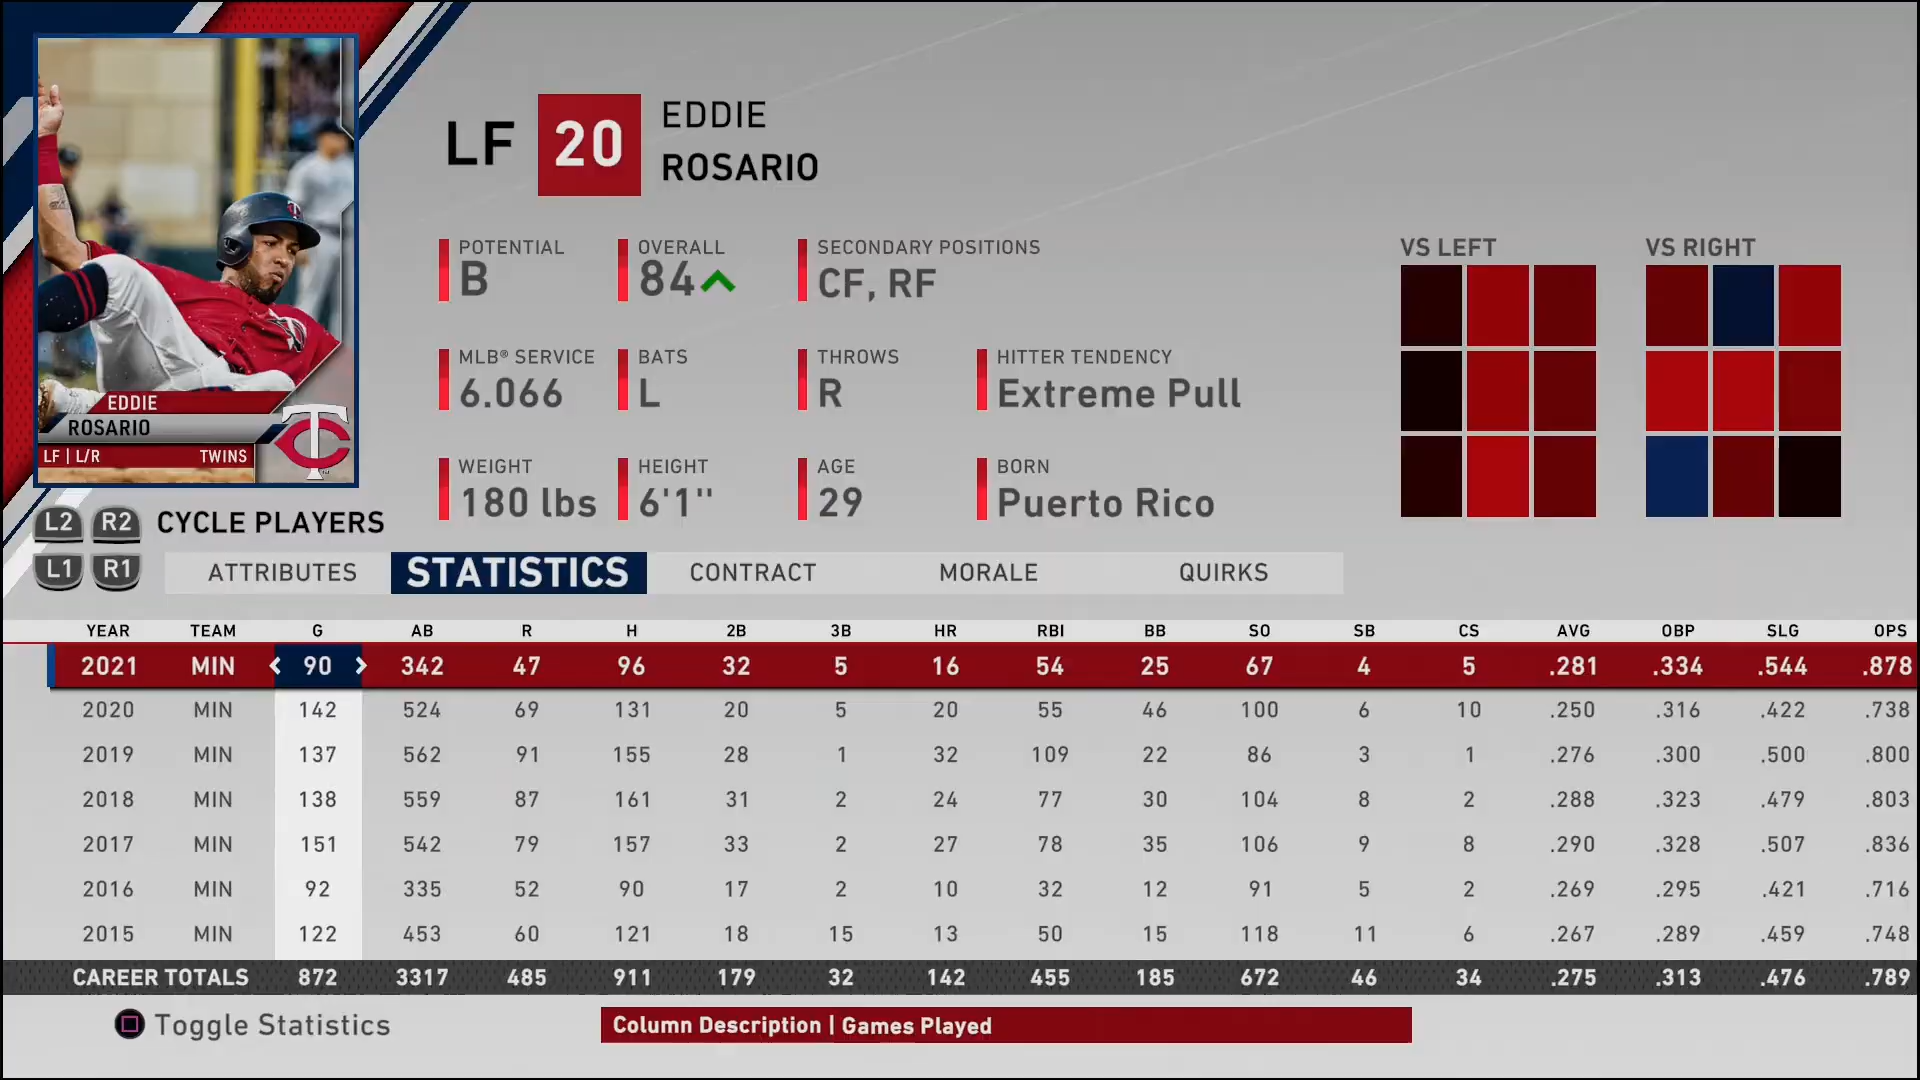 LF 20 EDDIE
ROSARIO
POTENTIAL OVERALL SECONDARY POSITIONS
B 84 CF, RF
MLB® SERVICE BATS THROWS HITTER TENDENCY
6.066 L R Extreme Pull
WEIGHT HEIGHT AGE BORN
180 lbs 6'1'' 29 Puerto Rico
VS LEFT VS RIGHT
EDDIE
ROSARIO
LF | L/R TWINS
L2 R2 CYCLE PLAYERS
L1 R1
ATTRIBUTES STATISTICS CONTRACT MORALE QUIRKS
YEAR TEAM G AB R H 2B 3B HR RBI BB SO SB CS AVG OBP SLG OPS
2021 MIN 90 342 47 96 32 5 16 54 25 67 4 5 .281 .334 .544 .878
2020 MIN 142 524 69 131 20 5 20 55 46 100 6 10 .250 .316 .422 .738
2019 MIN 137 562 91 155 28 1 32 109 22 86 3 1 .276 .300 .500 .800
2018 MIN 138 559 87 161 31 2 24 77 30 104 8 2 .288 .323 .479 .803
2017 MIN 151 542 79 157 33 2 27 78 35 106 9 8 .290 .328 .507 .836
2016 MIN 92 335 52 90 17 2 10 32 12 91 5 2 .269 .295 .421 .716
2015 MIN 122 453 60 121 18 15 13 50 15 118 11 6 .267 .289 .459 .748
CAREER TOTALS 872 3317 485 911 179 32 142 455 185 672 46 34 .275 .313 .476 .789
Toggle Statistics
Column Description | Games Played